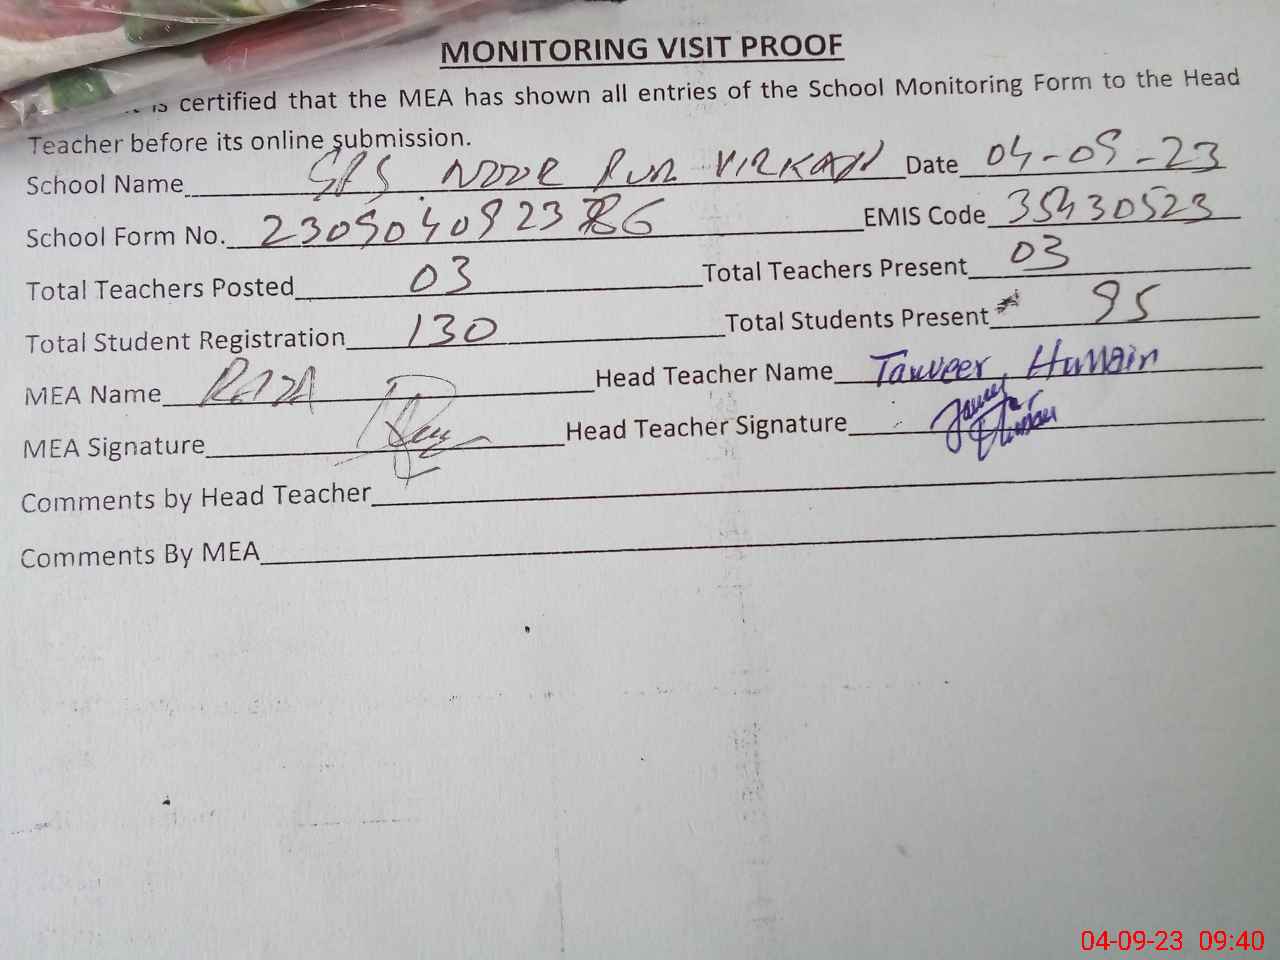 MONITORING VISIT PROOF
is certified that the MEA has shown all entries of the School Monitoring Form to the Head
Teacher before its online submission.
School Name GPS NOOR PUR VIRKAN Date 04-09-23
School Form No. 230904092386 EMIS Code 35430523
Total Teachers Posted 03 Total Teachers Present 03
Total Student Registration 130 Total Students Present 95
MEA Name RAZA Head Teacher Name Tanveer Hussain
MEA Signature Head Teacher Signature Tanveer Hussain
Comments by Head Teacher
Comments By MEA
04-09-23 09:40